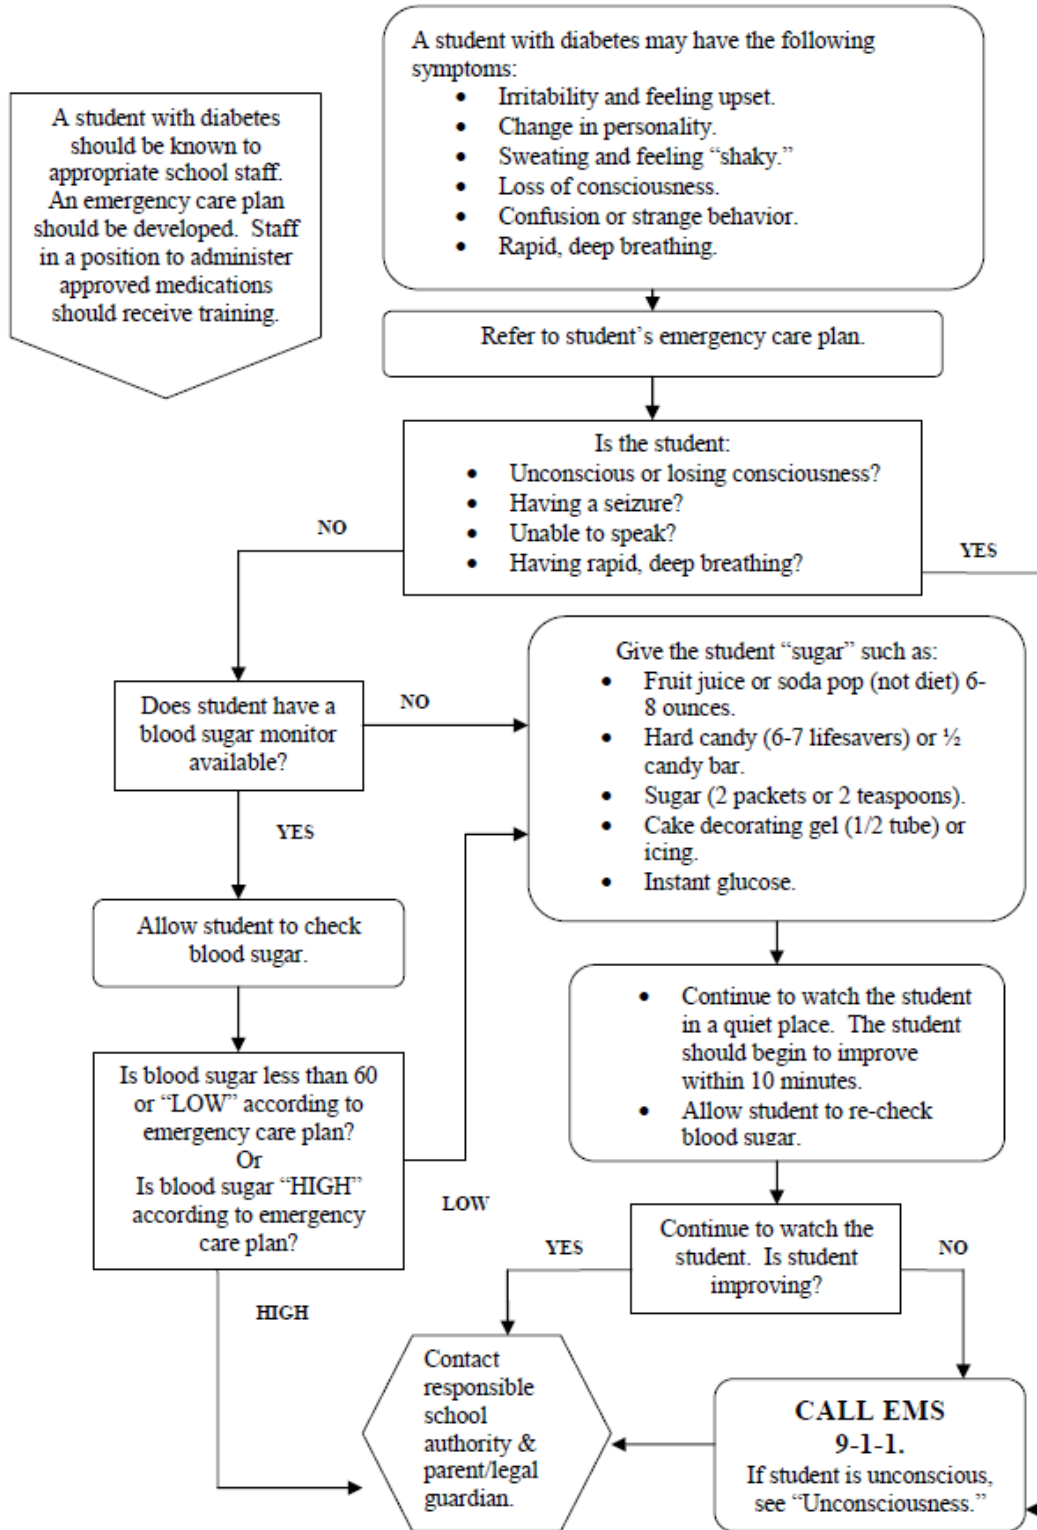 A student with diabetes may have the following
symptoms:
• Irritability and feeling upset.
• Change in personality.
• Sweating and feeling “shaky.”
• Loss of consciousness.
• Confusion or strange behavior.
• Rapid, deep breathing.
A student with diabetes
should be known to
appropriate school staff.
An emergency care plan
should be developed. Staff
in a position to administer
approved medications
should receive training.
Refer to student’s emergency care plan.
Is the student:
• Unconscious or losing consciousness?
• Having a seizure?
• Unable to speak?
• Having rapid, deep breathing?
NO
YES
Does student have a
blood sugar monitor
available?
NO
YES
Give the student “sugar” such as:
• Fruit juice or soda pop (not diet) 6-
8 ounces.
• Hard candy (6-7 lifesavers) or ½
candy bar.
• Sugar (2 packets or 2 teaspoons).
• Cake decorating gel (1/2 tube) or
icing.
• Instant glucose.
Allow student to check
blood sugar.
• Continue to watch the student
in a quiet place. The student
should begin to improve
within 10 minutes.
• Allow student to re-check
blood sugar.
Is blood sugar less than 60
or “LOW” according to
emergency care plan?
Or
Is blood sugar “HIGH”
according to emergency
care plan?
LOW
HIGH
Continue to watch the
student. Is student
improving?
YES
NO
Contact
responsible
school
authority &
parent/legal
guardian.
CALL EMS
9-1-1.
If student is unconscious,
see “Unconsciousness.”